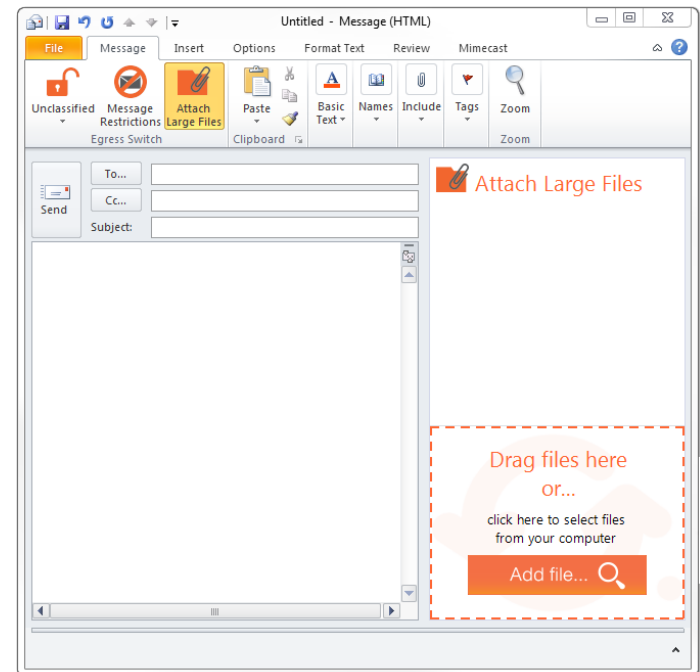 Untitled - Message (HTML)
File Message Insert Options Format Text Review Mimecast
Unclassified Message Restrictions Attach Large Files Paste Basic Text Names Include Tags Zoom
Egress Switch Clipboard Zoom
To...
Attach Large Files
Cc...
Send
Subject:
Drag files here
or...
click here to select files
from your computer
Add file...